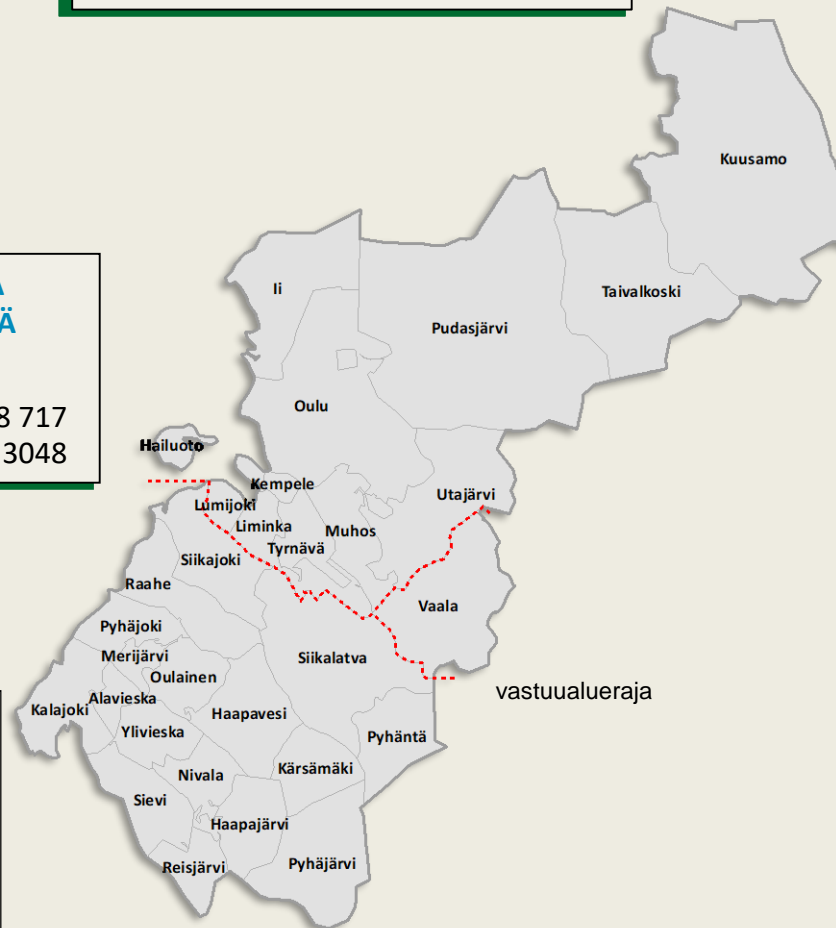 Kuusamo
Ii
Taivalkoski
Pudasjärvi
Oulu
Ä
8 717
3048
Hailuoto
Kempele
Utajärvi
Lumijoki
Liminka
Muhos
Tyrnävä
Siikajoki
Raahe
Vaala
Pyhäjoki
Merijärvi
Siikalatva
Oulainen
vastuualueraja
Alavieska
Kalajoki
Haapavesi
Ylivieska
Pyhäntä
Nivala
Kärsämäki
Sievi
Haapajärvi
Reisjärvi
Pyhäjärvi